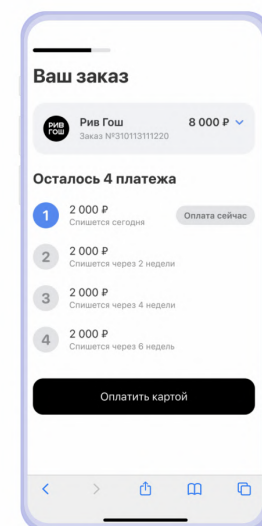 Ваш заказ
РИВ ГОШ
Рив Гош 8 000 ₽
Заказ №310113111220
Осталось 4 платежа
1 2 000 ₽
Спишется сегодня Оплата сейчас
2 2 000 ₽
Спишется через 2 недели
3 2 000 ₽
Спишется через 4 недели
4 2 000 ₽
Спишется через 6 недель
Оплатить картой